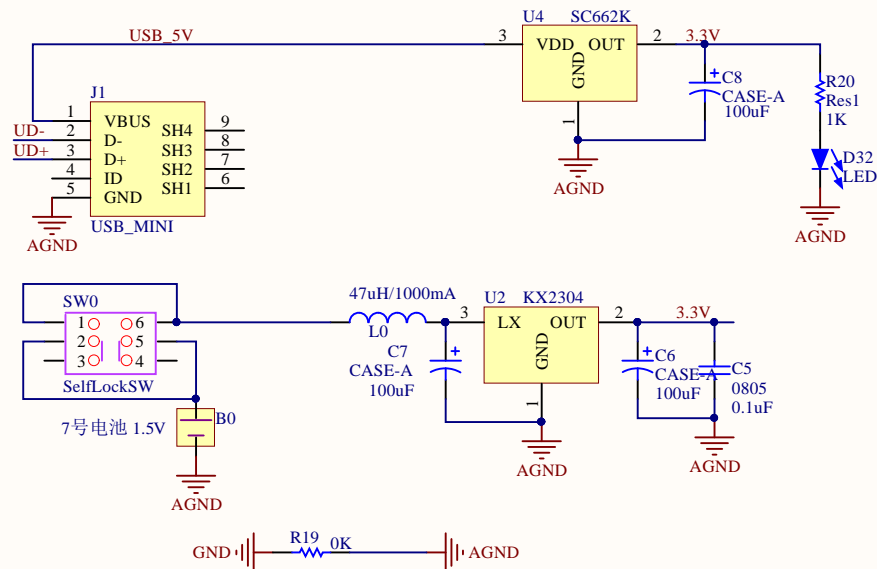 U4 SC662K
USB_5V
3 VDD OUT 2 3.3V
GND
1
C8
CASE-A
100uF
R20
Res1
1K
D32
LED
AGND
AGND
J1
1 VBUS
UD- 2 D-
UD+ 3 D+
4 ID
5 GND
SH4 9
SH3 8
SH2 7
SH1 6
USB_MINI
AGND
SW0
1 6
2 5
3 4
SelfLockSW
7号电池 1.5V
B0
AGND
47uH/1000mA
L0
C7
CASE-A
100uF
U2 KX2304
3 LX OUT 2 3.3V
GND
1
AGND
C6
CASE-A
100uF
C5
0805
0.1uF
AGND
GND R19 0K AGND